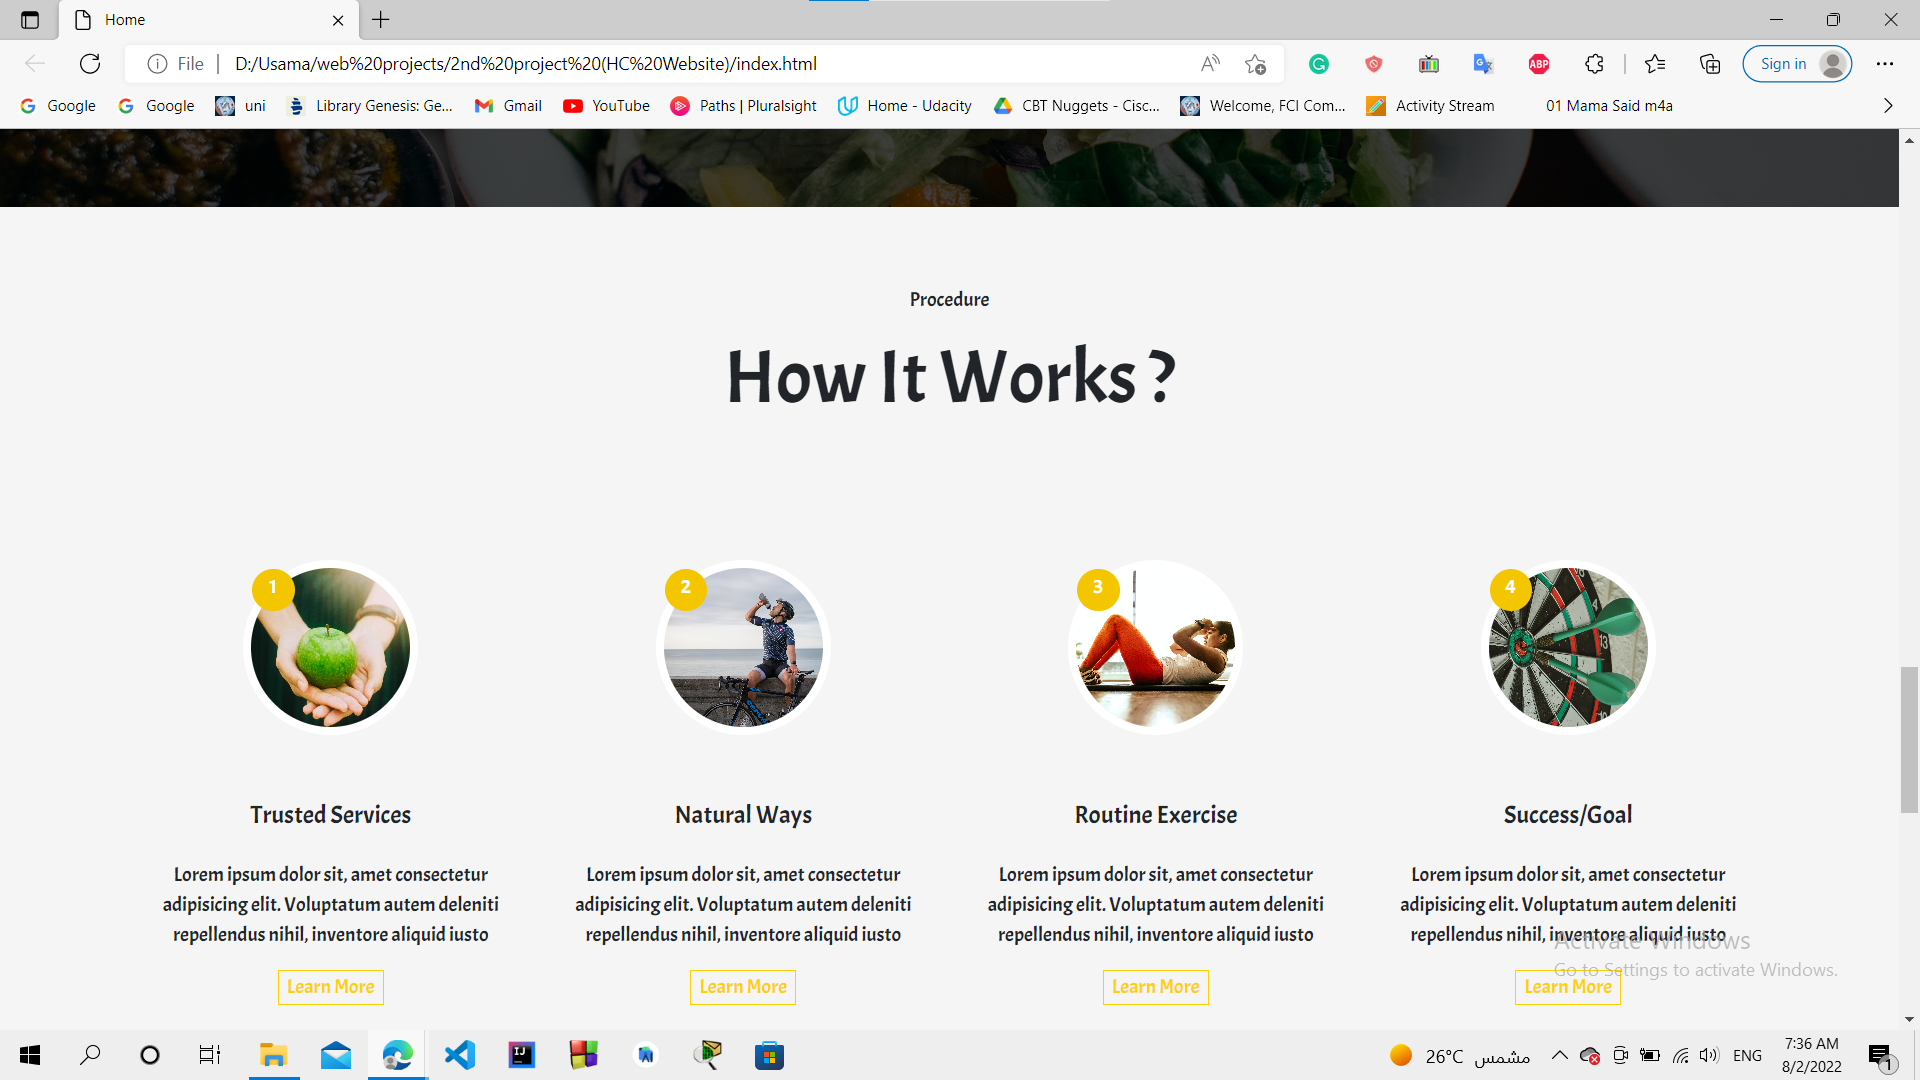 Home
File
D:/Usama/web%20projects/2nd%20project%20(HC%20Website)/index.html
ABP
Sign in
Google
Google
uni
Library Genesis: Ge...
Gmail
YouTube
Paths | Pluralsight
Home - Udacity
CBT Nuggets - Cisc...
Welcome, FCI Com...
Activity Stream
01 Mama Said m4a
Procedure
How It Works ?
1
2
3
4
Trusted Services
Natural Ways
Routine Exercise
Success/Goal
Lorem ipsum dolor sit, amet consectetur
adipisicing elit. Voluptatum autem deleniti
repellendus nihil, inventore aliquid iusto
Lorem ipsum dolor sit, amet consectetur
adipisicing elit. Voluptatum autem deleniti
repellendus nihil, inventore aliquid iusto
Lorem ipsum dolor sit, amet consectetur
adipisicing elit. Voluptatum autem deleniti
repellendus nihil, inventore aliquid iusto
Lorem ipsum dolor sit, amet consectetur
adipisicing elit. Voluptatum autem deleniti
repellendus nihil, inventore aliquid iusto
Learn More
Learn More
Learn More
Learn More
Activate Windows
Go to Settings to activate Windows.
IJ
26°C مشمس
ENG
7:36 AM
8/2/2022
1